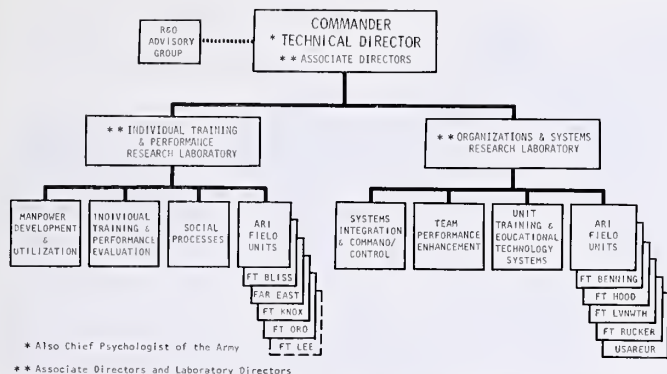 R&D
ADVISORY
GROUP
COMMANDER
* TECHNICAL DIRECTOR
* * ASSOCIATE DIRECTORS
* * INDIVIDUAL TRAINING
& PERFORMANCE
RESEARCH LABORATORY
* * ORGANIZATIONS & SYSTEMS
RESEARCH LABORATORY
MANPOWER
DEVELOPMENT
&
UTILIZATION
INDIVIDUAL
TRAINING &
PERFORMANCE
EVALUATION
SOCIAL
PROCESSES
ARI
FIELD
UNITS
FT BLISS
FAR EAST
FT KNOX
FT ORD
FT LEE
SYSTEMS
INTEGRATION
& COMMAND/
CONTROL
TEAM
PERFORMANCE
ENHANCEMENT
UNIT
TRAINING &
EDUCATIONAL
TECHNOLOGY
SYSTEMS
ARI
FIELD
UNITS
FT BENNING
FT HOOD
FT LVNWTH
FT RUCKER
USAREUR
* Also Chief Psychologist of the Army
* * Associate Directors and Laboratory Directors